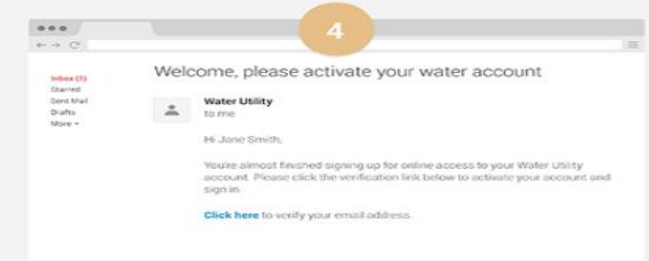 4
Welcome, please activate your water account
Inbox (1)
Starred
Sent Mail
Drafts
More
Water Utility
to me
Hi Jane Smith,
You're almost finished signing up for online access to your Water Utility
account. Please click the verification link below to activate your account and
sign in.
Click here to verify your email address.